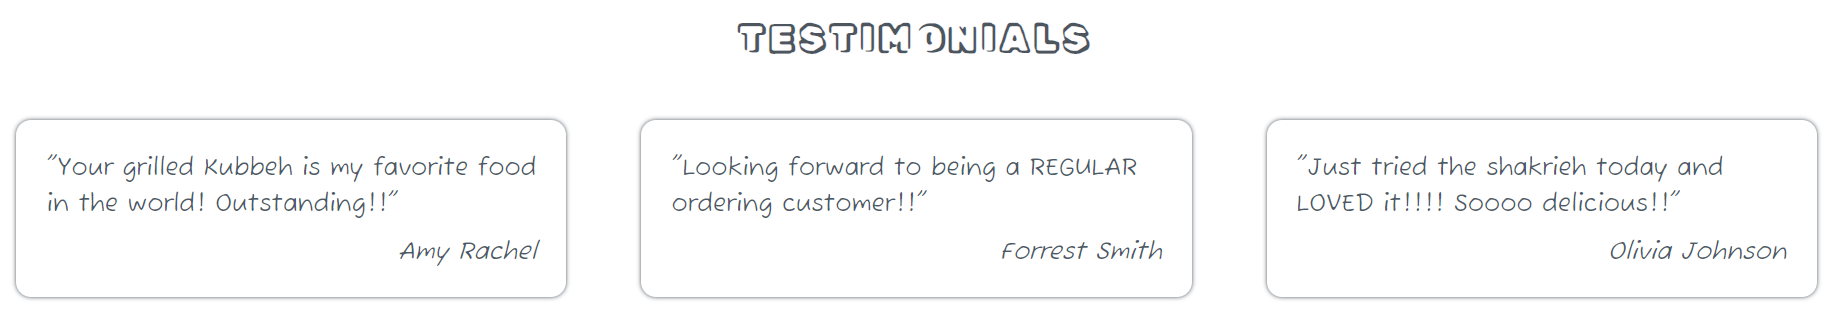 TESTIMONIALS
"Your grilled Kubbeh is my favorite food
in the world! Outstanding!!"
Amy Rachel
"Looking forward to being a REGULAR
ordering customer!!"
Forrest Smith
"Just tried the shakrieh today and
LOVED it!!!! Soooo delicious!!"
Olivia Johnson